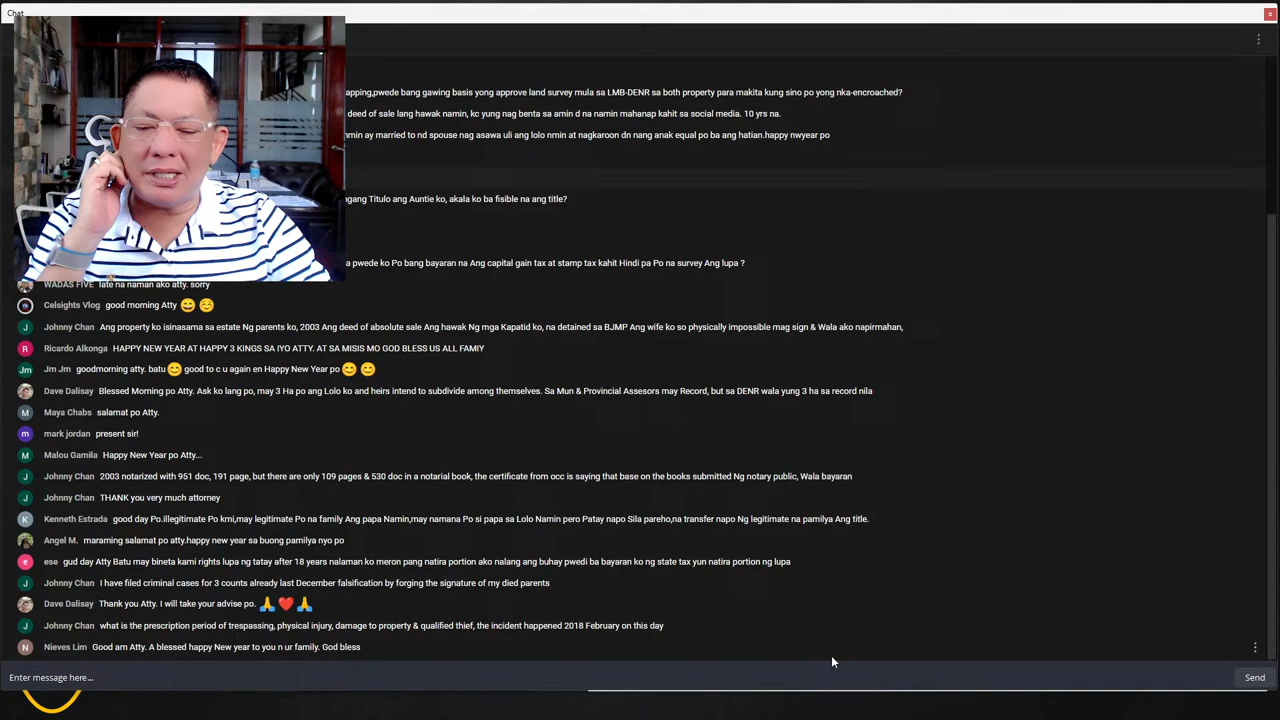 Chat
apping,pwede bang gawing basis yong approve land survey mula sa LMB-DENR sa both property para makita kung sino po yong nka-encroached?
deed of sale lang hawak namin, kc yung nag benta sa amin d na namin mahanap kahit sa social media. 10 yrs na.
nmin ay married to nd spouse nag asawa uli ang lolo nmin at nagkaroon dn nang anak equal po ba ang hatian.happy nwyear po
ngang Titulo ang Auntie ko, akala ko ba fisible na ang title?
a pwede ko Po bang bayaran na Ang capital gain tax at stamp tax kahit Hindi pa Po na survey Ang lupa ?
WADAS FIVE late na naman ako atty. sorry
Celsights Vlog good morning Atty 😄 ☺️
J Johnny Chan Ang property ko isinasama sa estate Ng parents ko, 2003 Ang deed of absolute sale Ang hawak Ng mga Kapatid ko, na detained sa BJMP Ang wife ko so physically impossible mag sign & Wala ako napirmahan,
R Ricardo Alkonga HAPPY NEW YEAR AT HAPPY 3 KINGS SA IYO ATTY. AT SA MISIS MO GOD BLESS US ALL FAMIY
Jm Jm Jm goodmorning atty. batu😊 good to c u again en Happy New Year po 😊 😊
Dave Dalisay Blessed Morning po Atty. Ask ko lang po, may 3 Ha po ang Lolo ko and heirs intend to subdivide among themselves. Sa Mun & Provincial Assesors may Record, but sa DENR wala yung 3 ha sa record nila
M Maya Chabs salamat po Atty.
m mark jordan present sir!
M Malou Gamila Happy New Year po Atty...
J Johnny Chan 2003 notarized with 951 doc, 191 page, but there are only 109 pages & 530 doc in a notarial book, the certificate from occ is saying that base on the books submitted Ng notary public, Wala bayaran
J Johnny Chan THANK you very much attorney
K Kenneth Estrada good day Po.illegitimate Po kmi,may legitimate Po na family Ang papa Namin,may namana Po si papa sa Lolo Namin pero Patay napo Sila pareho,na transfer napo Ng legitimate na pamilya Ang title.
Angel M. maraming salamat po atty.happy new year sa buong pamilya nyo po
e ese gud day Atty Batu may bineta kami rights lupa ng tatay after 18 years nalaman ko meron pang natira portion ako nalang ang buhay pwedi ba bayaran ko ng state tax yun natira portion ng lupa
J Johnny Chan I have filed criminal cases for 3 counts already last December falsification by forging the signature of my died parents
Dave Dalisay Thank you Atty. I will take your advise po. 🙏 ❤️ 🙏
J Johnny Chan what is the prescription period of trespassing, physical injury, damage to property & qualified thief, the incident happened 2018 February on this day
N Nieves Lim Good am Atty. A blessed happy New year to you n ur family. God bless
Enter message here... Send